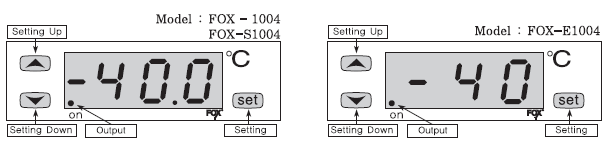 Model : FOX - 1004
FOX-S1004
Setting Up
-40.0
°C
on
FOX
set
Setting Down
Output
Setting
Model : FOX-E1004
Setting Up
-40
°C
on
FOX
set
Setting Down
Output
Setting